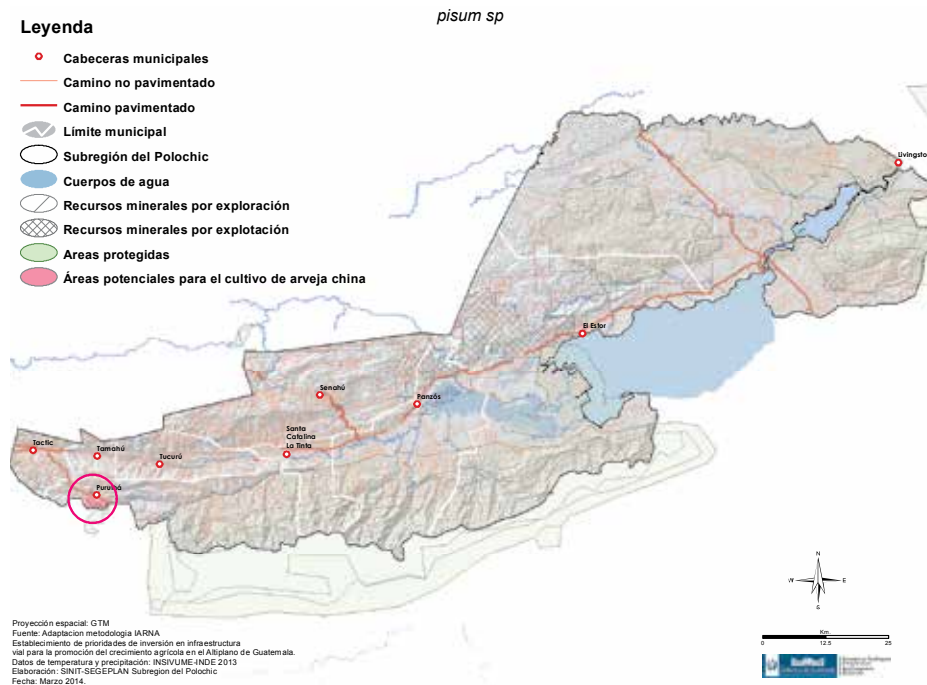 pisum sp
Leyenda
Cabeceras municipales
Camino no pavimentado
Camino pavimentado
Límite municipal
Subregión del Polochic
Cuerpos de agua
Recursos minerales por exploración
Recursos minerales por explotación
Areas protegidas
Áreas potenciales para el cultivo de arveja china
Livingston
El Estor
Senahú
Panzós
Santa
Catalina
La Tinta
Tactic
Tamahú
Tucurú
Purulhá
N
W
E
S
Km.
0
12.5
25
Proyección espacial: GTM
Fuente: Adaptacion metodologia IARNA
Establecimiento de prioridades de inversión en infraestructura
vial para la promoción del crecimiento agrícola en el Altiplano de Guatemala.
Datos de temperatura y precipitación: INSIVUME-INDE 2013
Elaboración: SINIT-SEGEPLAN Subregion del Polochic
Fecha: Marzo 2014.